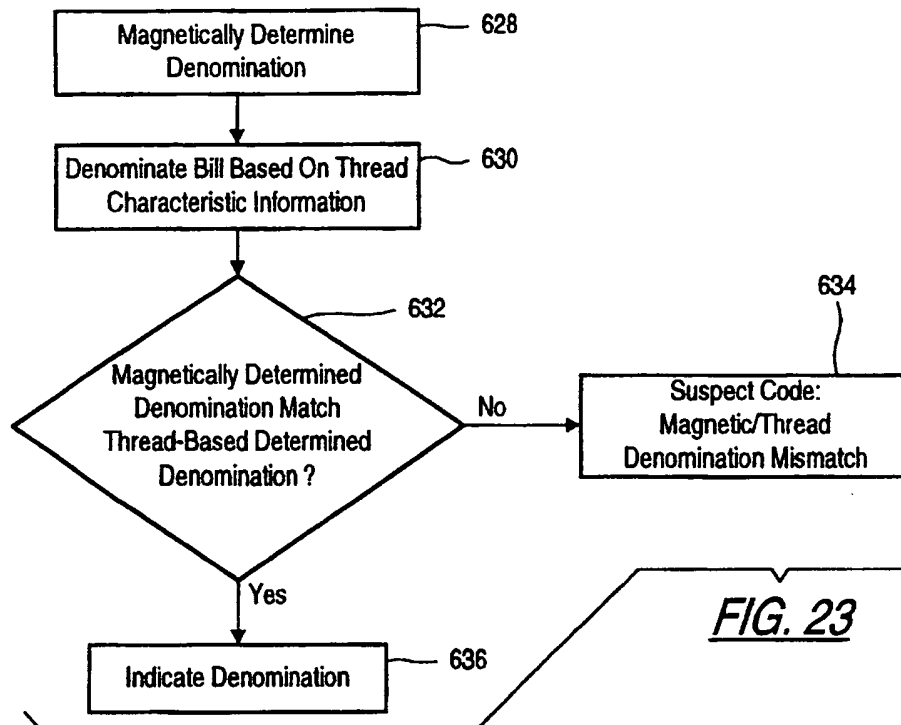 Magnetically Determine
Denomination
628
Denominate Bill Based On Thread
Characteristic Information
630
632
Magnetically Determined
Denomination Match
Thread-Based Determined
Denomination ?
No
634
Suspect Code:
Magnetic/Thread
Denomination Mismatch
Yes
Indicate Denomination
636
FIG. 23